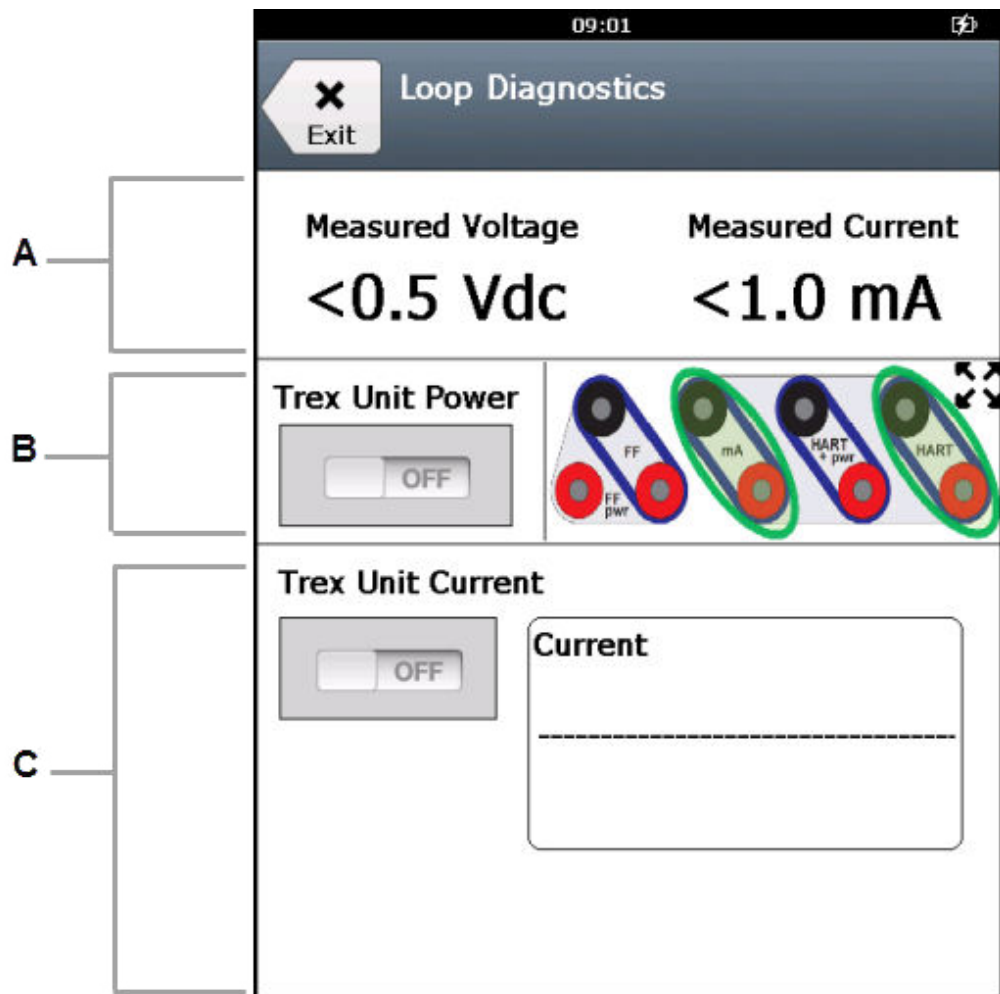 09:01
Exit
Loop Diagnostics
A
Measured Voltage
Measured Current
<0.5 Vdc
<1.0 mA
B
Trex Unit Power
OFF
FF
FF
pwr
mA
HART
+ pwr
HART
Trex Unit Current
OFF
Current
C